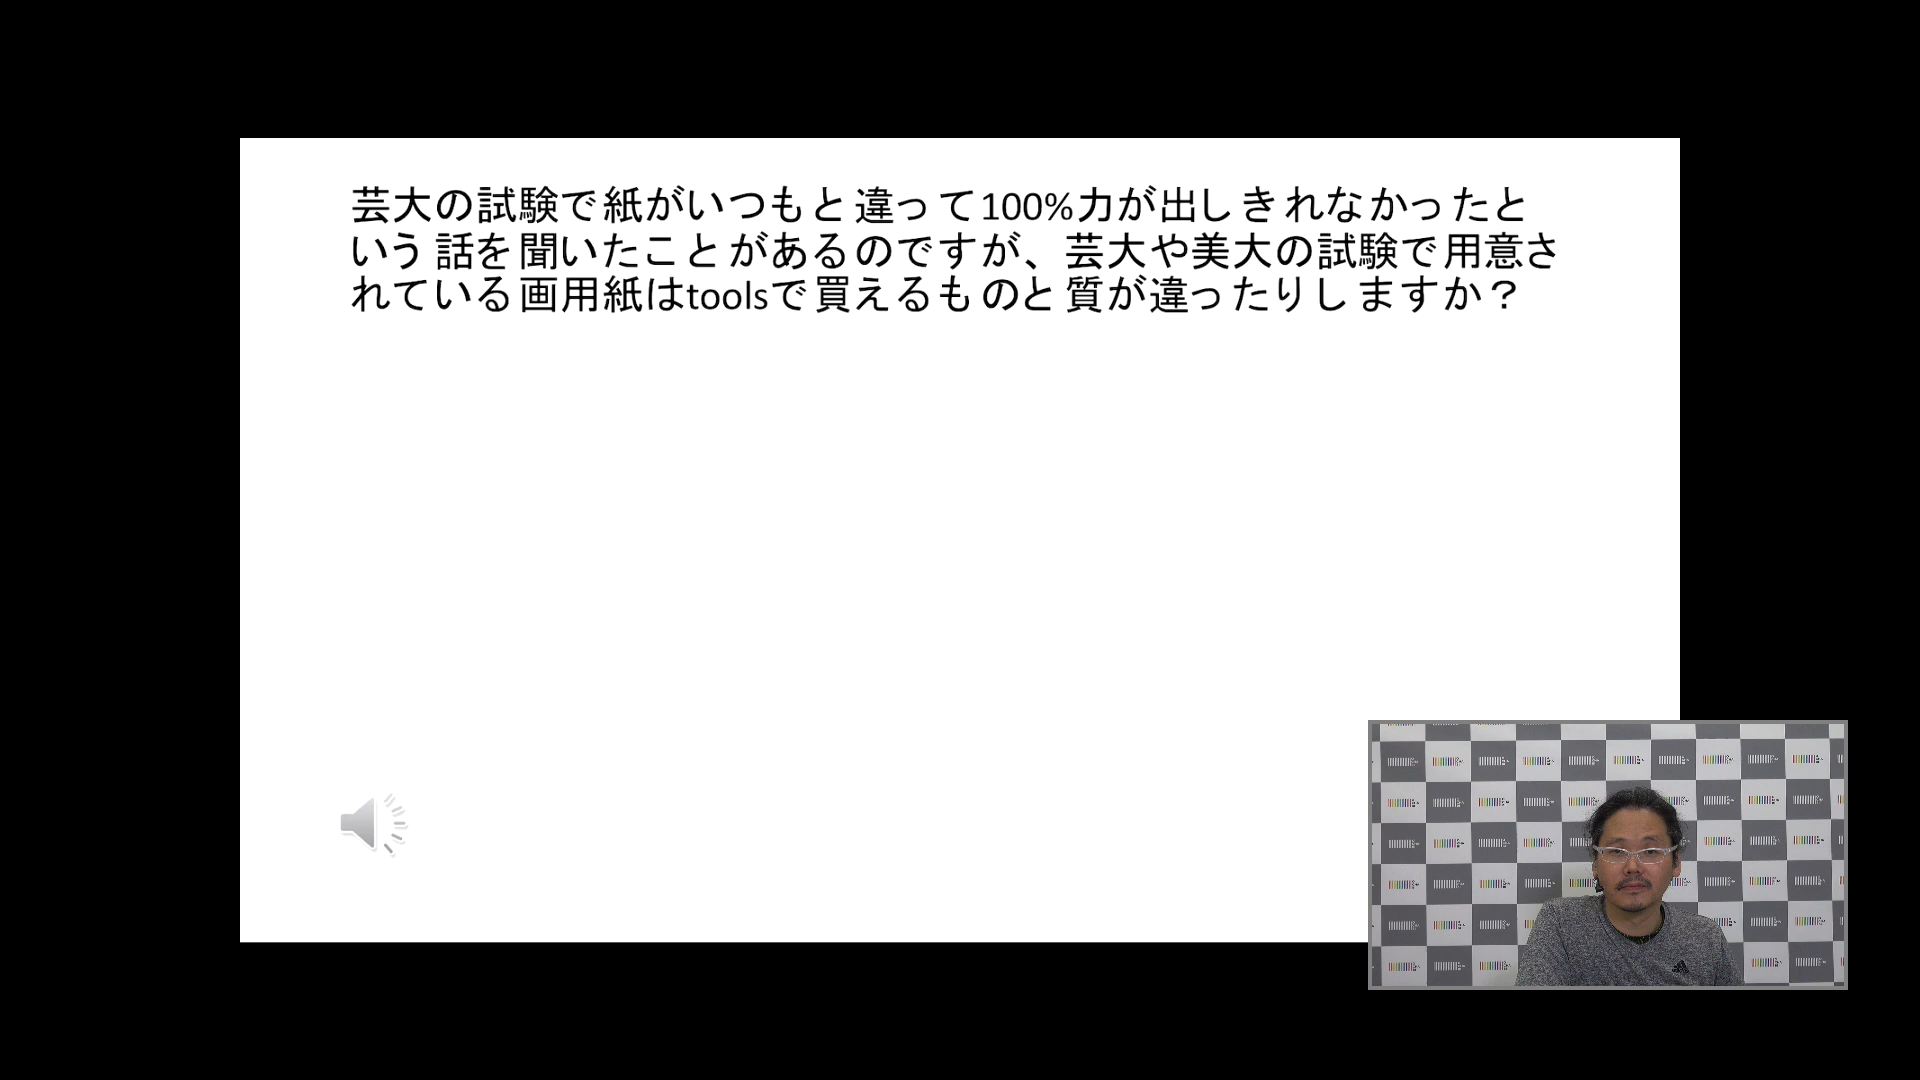 芸大の試験で紙がいつもと違って100%力が出しきれなかったと
いう話を聞いたことがあるのですが、芸大や美大の試験で用意さ
れている画用紙はtoolsで買えるものと質が違ったりしますか？